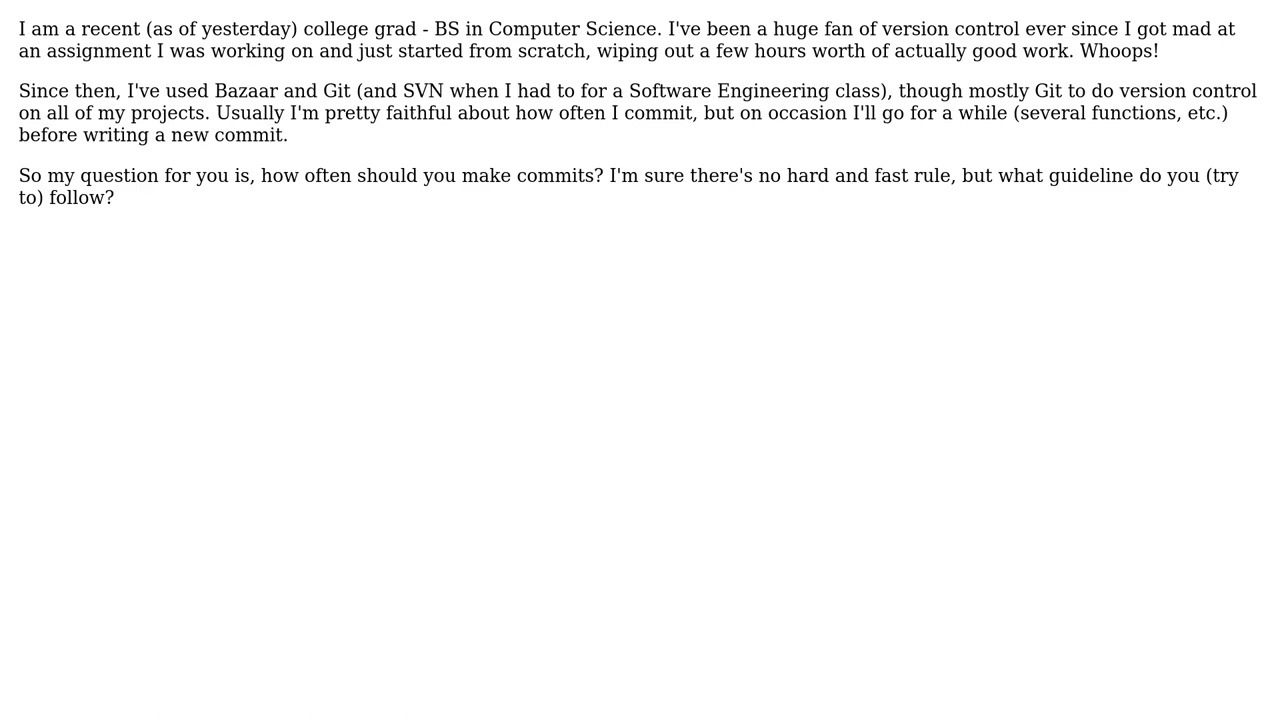 I am a recent (as of yesterday) college grad - BS in Computer Science. I've been a huge fan of version control ever since I got mad at
an assignment I was working on and just started from scratch, wiping out a few hours worth of actually good work. Whoops!
Since then, I've used Bazaar and Git (and SVN when I had to for a Software Engineering class), though mostly Git to do version control
on all of my projects. Usually I'm pretty faithful about how often I commit, but on occasion I'll go for a while (several functions, etc.)
before writing a new commit.
So my question for you is, how often should you make commits? I'm sure there's no hard and fast rule, but what guideline do you (try
to) follow?